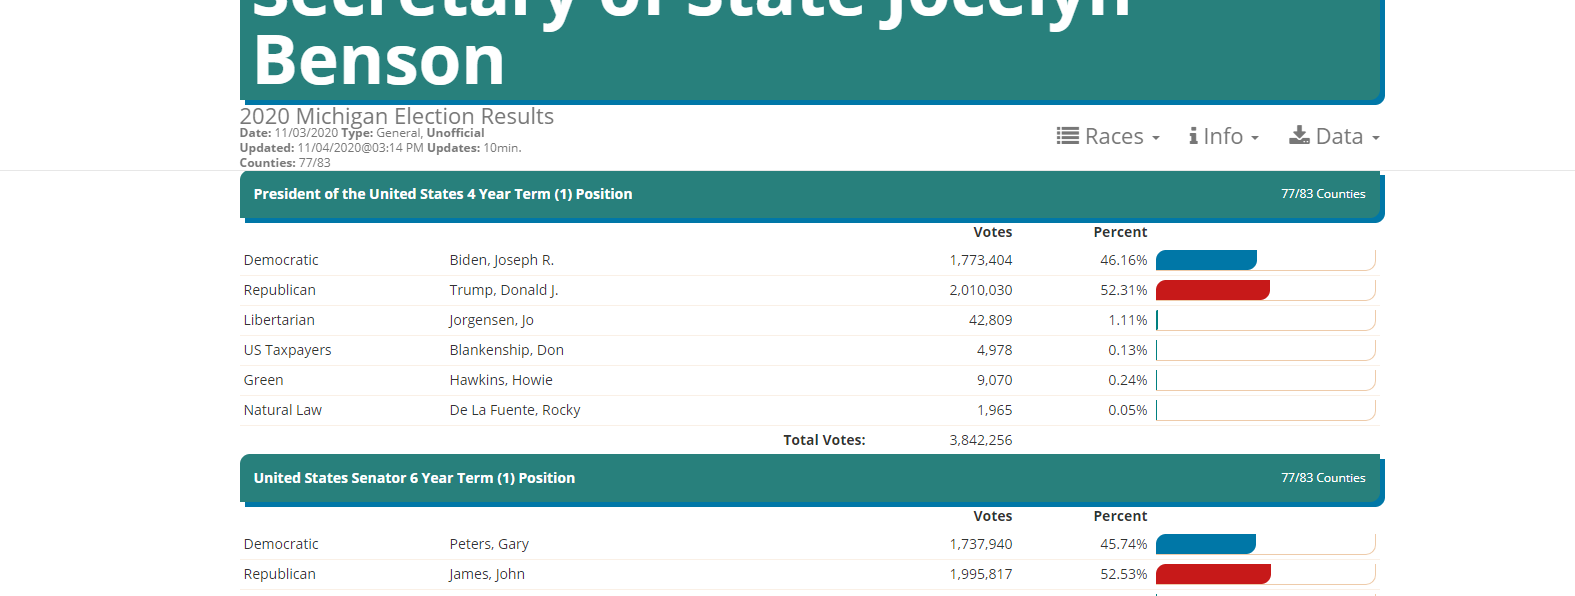 Secretary of State Jocelyn
Benson
2020 Michigan Election Results
Date: 11/03/2020 Type: General, Unofficial
Updated: 11/04/2020@03:14 PM Updates: 10min.
Counties: 77/83
Races Info Data
President of the United States 4 Year Term (1) Position 77/83 Counties
Votes Percent
Democratic Biden, Joseph R. 1,773,404 46.16%
Republican Trump, Donald J. 2,010,030 52.31%
Libertarian Jorgensen, Jo 42,809 1.11%
US Taxpayers Blankenship, Don 4,978 0.13%
Green Hawkins, Howie 9,070 0.24%
Natural Law De La Fuente, Rocky 1,965 0.05%
Total Votes: 3,842,256
United States Senator 6 Year Term (1) Position 77/83 Counties
Votes Percent
Democratic Peters, Gary 1,737,940 45.74%
Republican James, John 1,995,817 52.53%